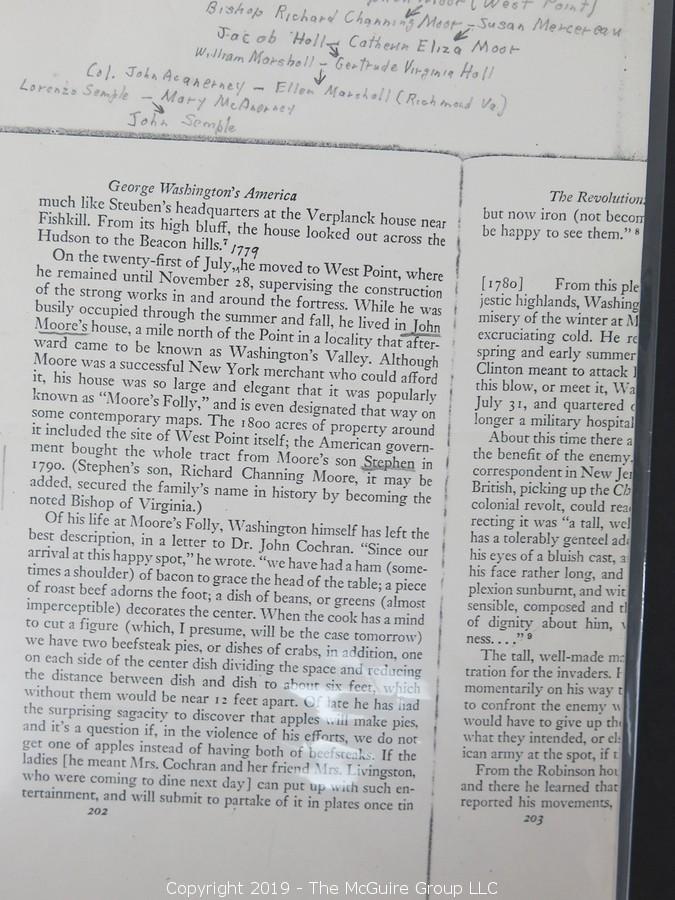 (West Point)
Bishop Richard Channing Moor - Susan Mercereau
Jacob Hall - Cathern Eliza Moor
William Marshall - Gertrude Virginia Hall
Col. John Acanerney - Ellen Marshall (Richmond Va)
Lorenzo Semple - Mary McAnerney
John Semple
George Washington's America
much like Steuben's headquarters at the Verplanck house near
Fishkill. From its high bluff, the house looked out across the
Hudson to the Beacon hills.⁷ 1779
On the twenty-first of July, he moved to West Point, where
he remained until November 28, supervising the construction
of the strong works in and around the fortress. While he was
busily occupied through the summer and fall, he lived in John
Moore's house, a mile north of the Point in a locality that after-
ward came to be known as Washington's Valley. Although
Moore was a successful New York merchant who could afford
it, his house was so large and elegant that it was popularly
known as "Moore's Folly," and is even designated that way on
some contemporary maps. The 1800 acres of property around
it included the site of West Point itself; the American govern-
ment bought the whole tract from Moore's son Stephen in
1790. (Stephen's son, Richard Channing Moore, it may be
added, secured the family's name in history by becoming the
noted Bishop of Virginia.)
Of his life at Moore's Folly, Washington himself has left the
best description, in a letter to Dr. John Cochran. "Since our
arrival at this happy spot," he wrote. "we have had a ham (some-
times a shoulder) of bacon to grace the head of the table; a piece
of roast beef adorns the foot; a dish of beans, or greens (almost
imperceptible) decorates the center. When the cook has a mind
to cut a figure (which, I presume, will be the case tomorrow)
we have two beefsteak pies, or dishes of crabs, in addition, one
on each side of the center dish dividing the space and reducing
the distance between dish and dish to about six feet, which
without them would be near 12 feet apart. Of late he has had
the surprising sagacity to discover that apples will make pies,
and it's a question if, in the violence of his efforts, we do not
get one of apples instead of having both of beefsteaks. If the
ladies [he meant Mrs. Cochran and her friend Mrs. Livingston,
who were coming to dine next day] can put up with such en-
tertainment, and will submit to partake of it in plates once tin
202
The Revolution
but now iron (not becom
be happy to see them." ⁸
[1780] From this ple
jestic highlands, Washing
misery of the winter at M
excruciating cold. He re
spring and early summer
Clinton meant to attack
this blow, or meet it, Wa
July 31, and quartered
longer a military hospital
About this time there a
the benefit of the enemy.
correspondent in New Jer
British, picking up the Ch
colonial revolt, could rea
recting it was "a tall, wel
has a tolerably genteel ad
his eyes of a bluish cast, a
his face rather long, and
plexion sunburnt, and wit
sensible, composed and t
of dignity about him,
ness. . . ." ⁹
The tall, well-made m
tration for the invaders.
momentarily on his way t
to confront the enemy w
would have to give up the
what they intended, or el
ican army at the spot, if t
From the Robinson hou
and there he learned that
reported his movements,
203
Copyright 2019 - The McGuire Group LLC